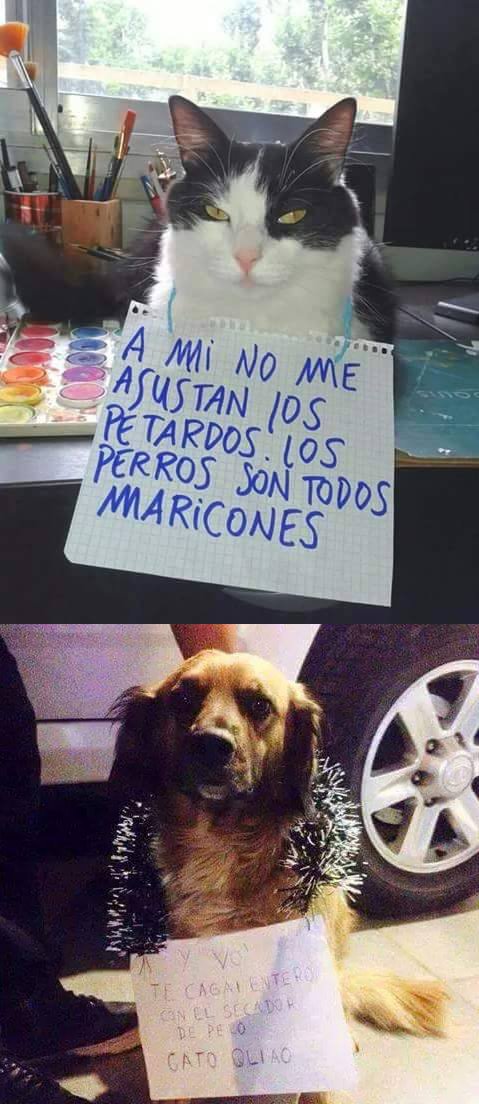 A MMi NO ME
ASUSTAN lOS
PETARDOS. lOS
PERROS SON TODOS
MARICONES
Y VO'
TE CAGAI ENTERO
CON EL SECADOR
DE PELO
GATO QLIAO